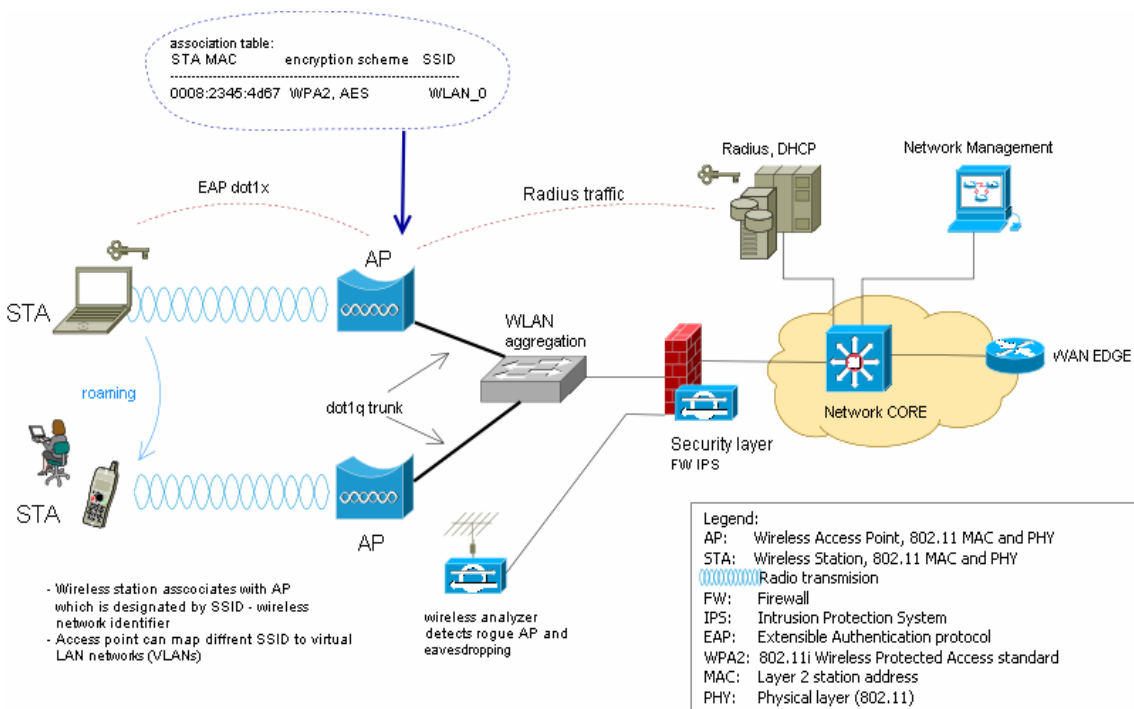 association table:
STA MAC encryption scheme SSID
--------------------------------------------------------
0008:2345:4d67 WPA2, AES WLAN_0
Radius, DHCP
Network Management
EAP dot1x
Radius traffic
AP
STA
WLAN
aggregation
WAN EDGE
roaming
dot1q trunk
Network CORE
Security layer
FW IPS
STA
AP
- Wireless station asscociates with AP
which is designated by SSID - wireless
network identifier
- Access point can map diffrent SSID to virtual
LAN networks (VLANs)
wireless analyzer
detects rogue AP and
eavesdropping
Legend:
AP: Wireless Access Point, 802.11 MAC and PHY
STA: Wireless Station, 802.11 MAC and PHY
Radio transmision
FW: Firewall
IPS: Intrusion Protection System
EAP: Extensible Authentication protocol
WPA2: 802.11i Wireless Protected Access standard
MAC: Layer 2 station address
PHY: Physical layer (802.11)